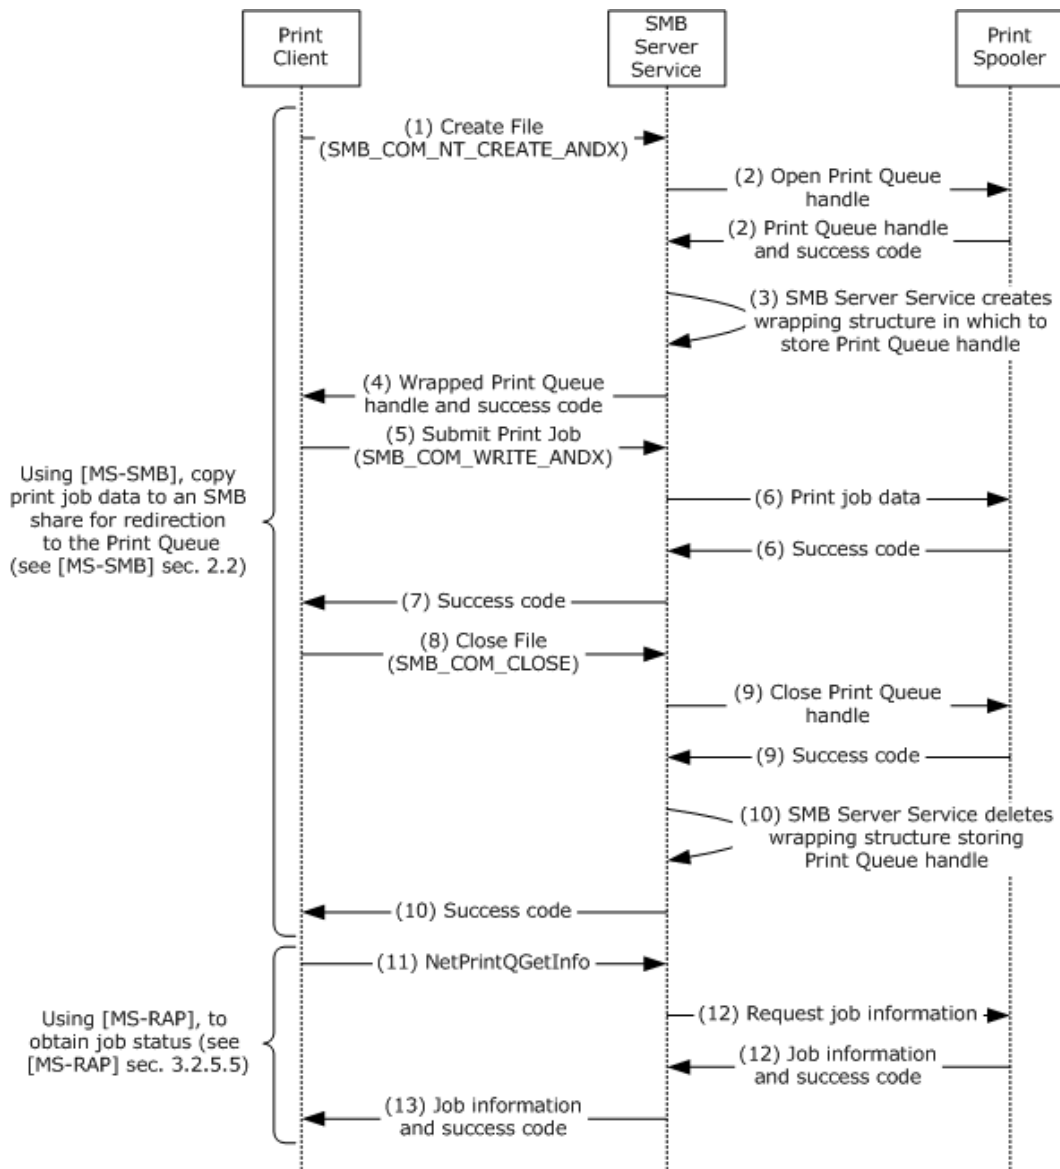 Print
Client
SMB
Server
Service
Print
Spooler
(1) Create File
(SMB_COM_NT_CREATE_ANDX)
(2) Open Print Queue
handle
(2) Print Queue handle
and success code
(3) SMB Server Service creates
wrapping structure in which to
store Print Queue handle
(4) Wrapped Print Queue
handle and success code
(5) Submit Print Job
(SMB_COM_WRITE_ANDX)
Using [MS-SMB], copy
print job data to an SMB
share for redirection
to the Print Queue
(see [MS-SMB] sec. 2.2)
(6) Print job data
(6) Success code
(7) Success code
(8) Close File
(SMB_COM_CLOSE)
(9) Close Print Queue
handle
(9) Success code
(10) SMB Server Service deletes
wrapping structure storing
Print Queue handle
(10) Success code
(11) NetPrintQGetInfo
Using [MS-RAP], to
obtain job status (see
[MS-RAP] sec. 3.2.5.5)
(12) Request job information
(12) Job information
and success code
(13) Job information
and success code